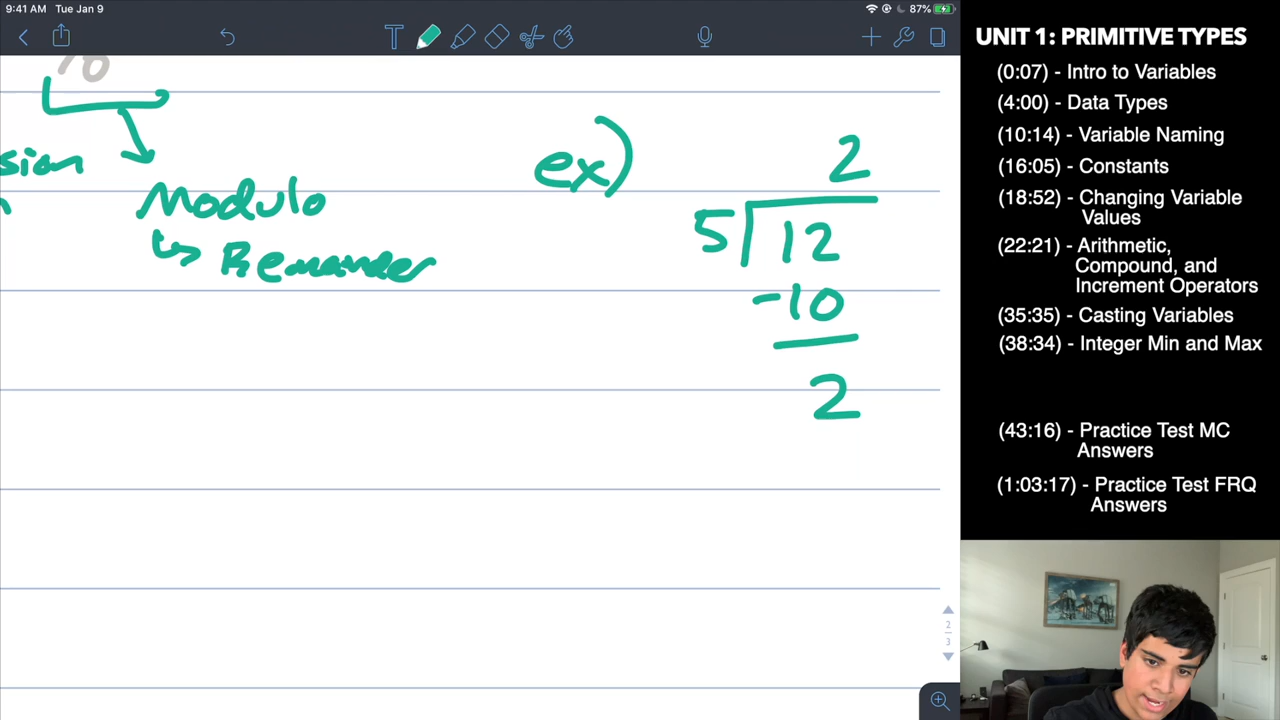 9:41 AM Tue Jan 9
87%
%
sion
n
Modulo
↳ Remainder
ex)
2
5 12
-10
2
2
3
UNIT 1: PRIMITIVE TYPES
(0:07) - Intro to Variables
(4:00) - Data Types
(10:14) - Variable Naming
(16:05) - Constants
(18:52) - Changing Variable
Values
(22:21) - Arithmetic,
Compound, and
Increment Operators
(35:35) - Casting Variables
(38:34) - Integer Min and Max
(43:16) - Practice Test MC
Answers
(1:03:17) - Practice Test FRQ
Answers